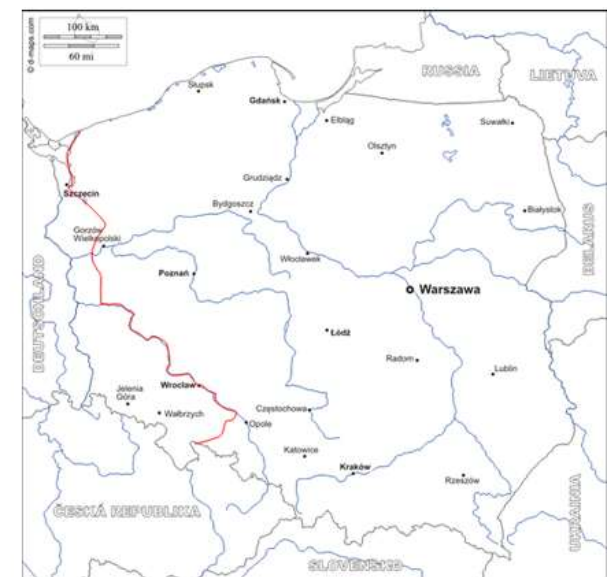 100 km
60 mi
© d-maps.com
RUSSIA
LIETUVA
Słupsk
Gdańsk
Elbląg
Suwałki
Olsztyn
Szczecin
Grudziądz
Bydgoszcz
Białystok
BELARUS
Gorzów
Wielkopolski
Włocławek
DEUTSCHLAND
Poznań
Warszawa
Łódź
Radom
Lublin
Wrocław
Jelenia
Góra
Wałbrzych
Częstochowa
Opole
Katowice
Kraków
Rzeszów
ČESKÁ REPUBLIKA
UKRAINIA
SLOVENSKO